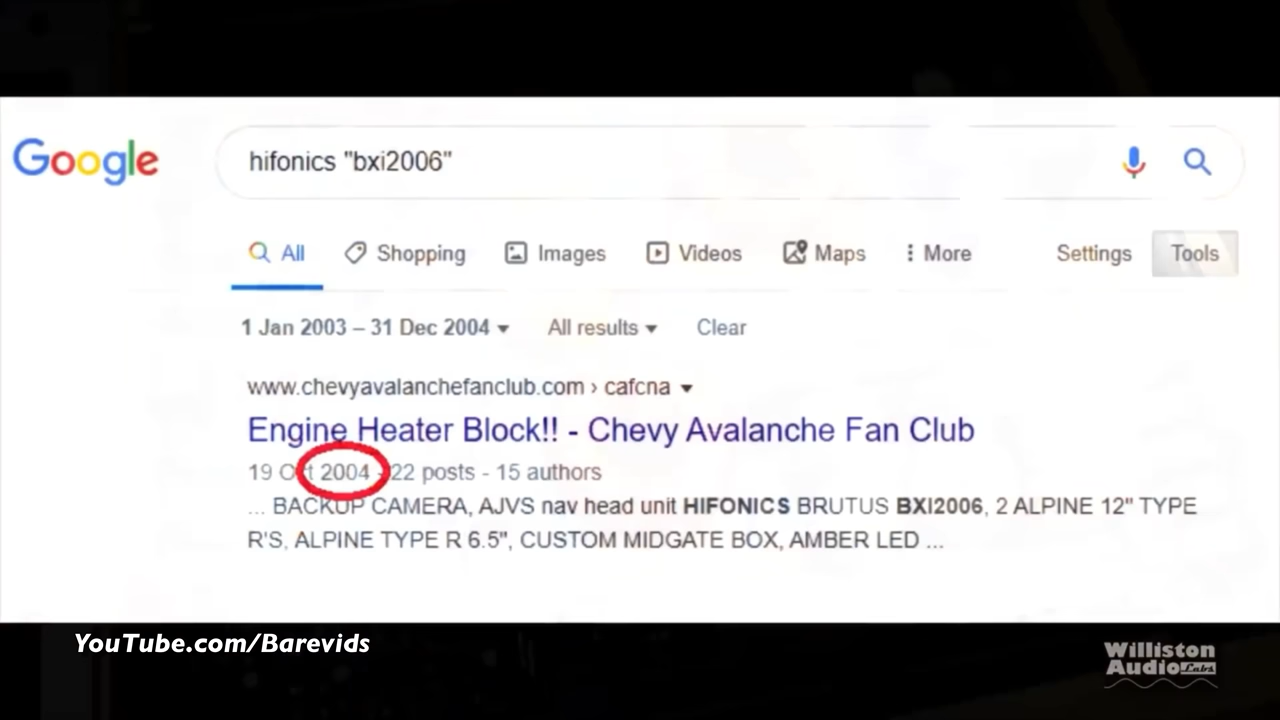 Google
hifonics "bxi2006"
All Shopping Images Videos Maps More Settings Tools
1 Jan 2003 – 31 Dec 2004 All results Clear
www.chevyavalanchefanclub.com › cafcna
Engine Heater Block!! - Chevy Avalanche Fan Club
19 Oct 2004 - 22 posts - 15 authors
... BACKUP CAMERA, AJVS nav head unit HIFONICS BRUTUS BXI2006, 2 ALPINE 12" TYPE
R'S, ALPINE TYPE R 6.5", CUSTOM MIDGATE BOX, AMBER LED ...
YouTube.com/Barevids
Williston
Audio Labs